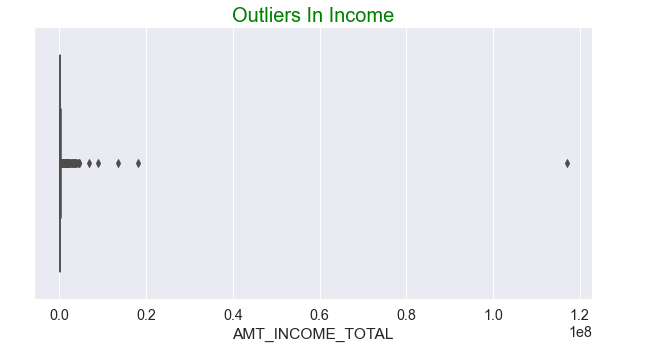 Outliers In Income
0.0 0.2 0.4 0.6 0.8 1.0 1.2
1e8
AMT_INCOME_TOTAL